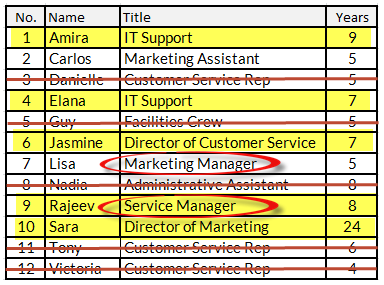 No. Name Title Years
1 Amira IT Support 9
2 Carlos Marketing Assistant 5
3 Danielle Customer Service Rep 5
4 Elana IT Support 7
5 Guy Facilities Crew 5
6 Jasmine Director of Customer Service 7
7 Lisa Marketing Manager 5
8 Nadia Administrative Assistant 8
9 Rajeev Service Manager 8
10 Sara Director of Marketing 24
11 Tony Customer Service Rep 6
12 Victoria Customer Service Rep 4